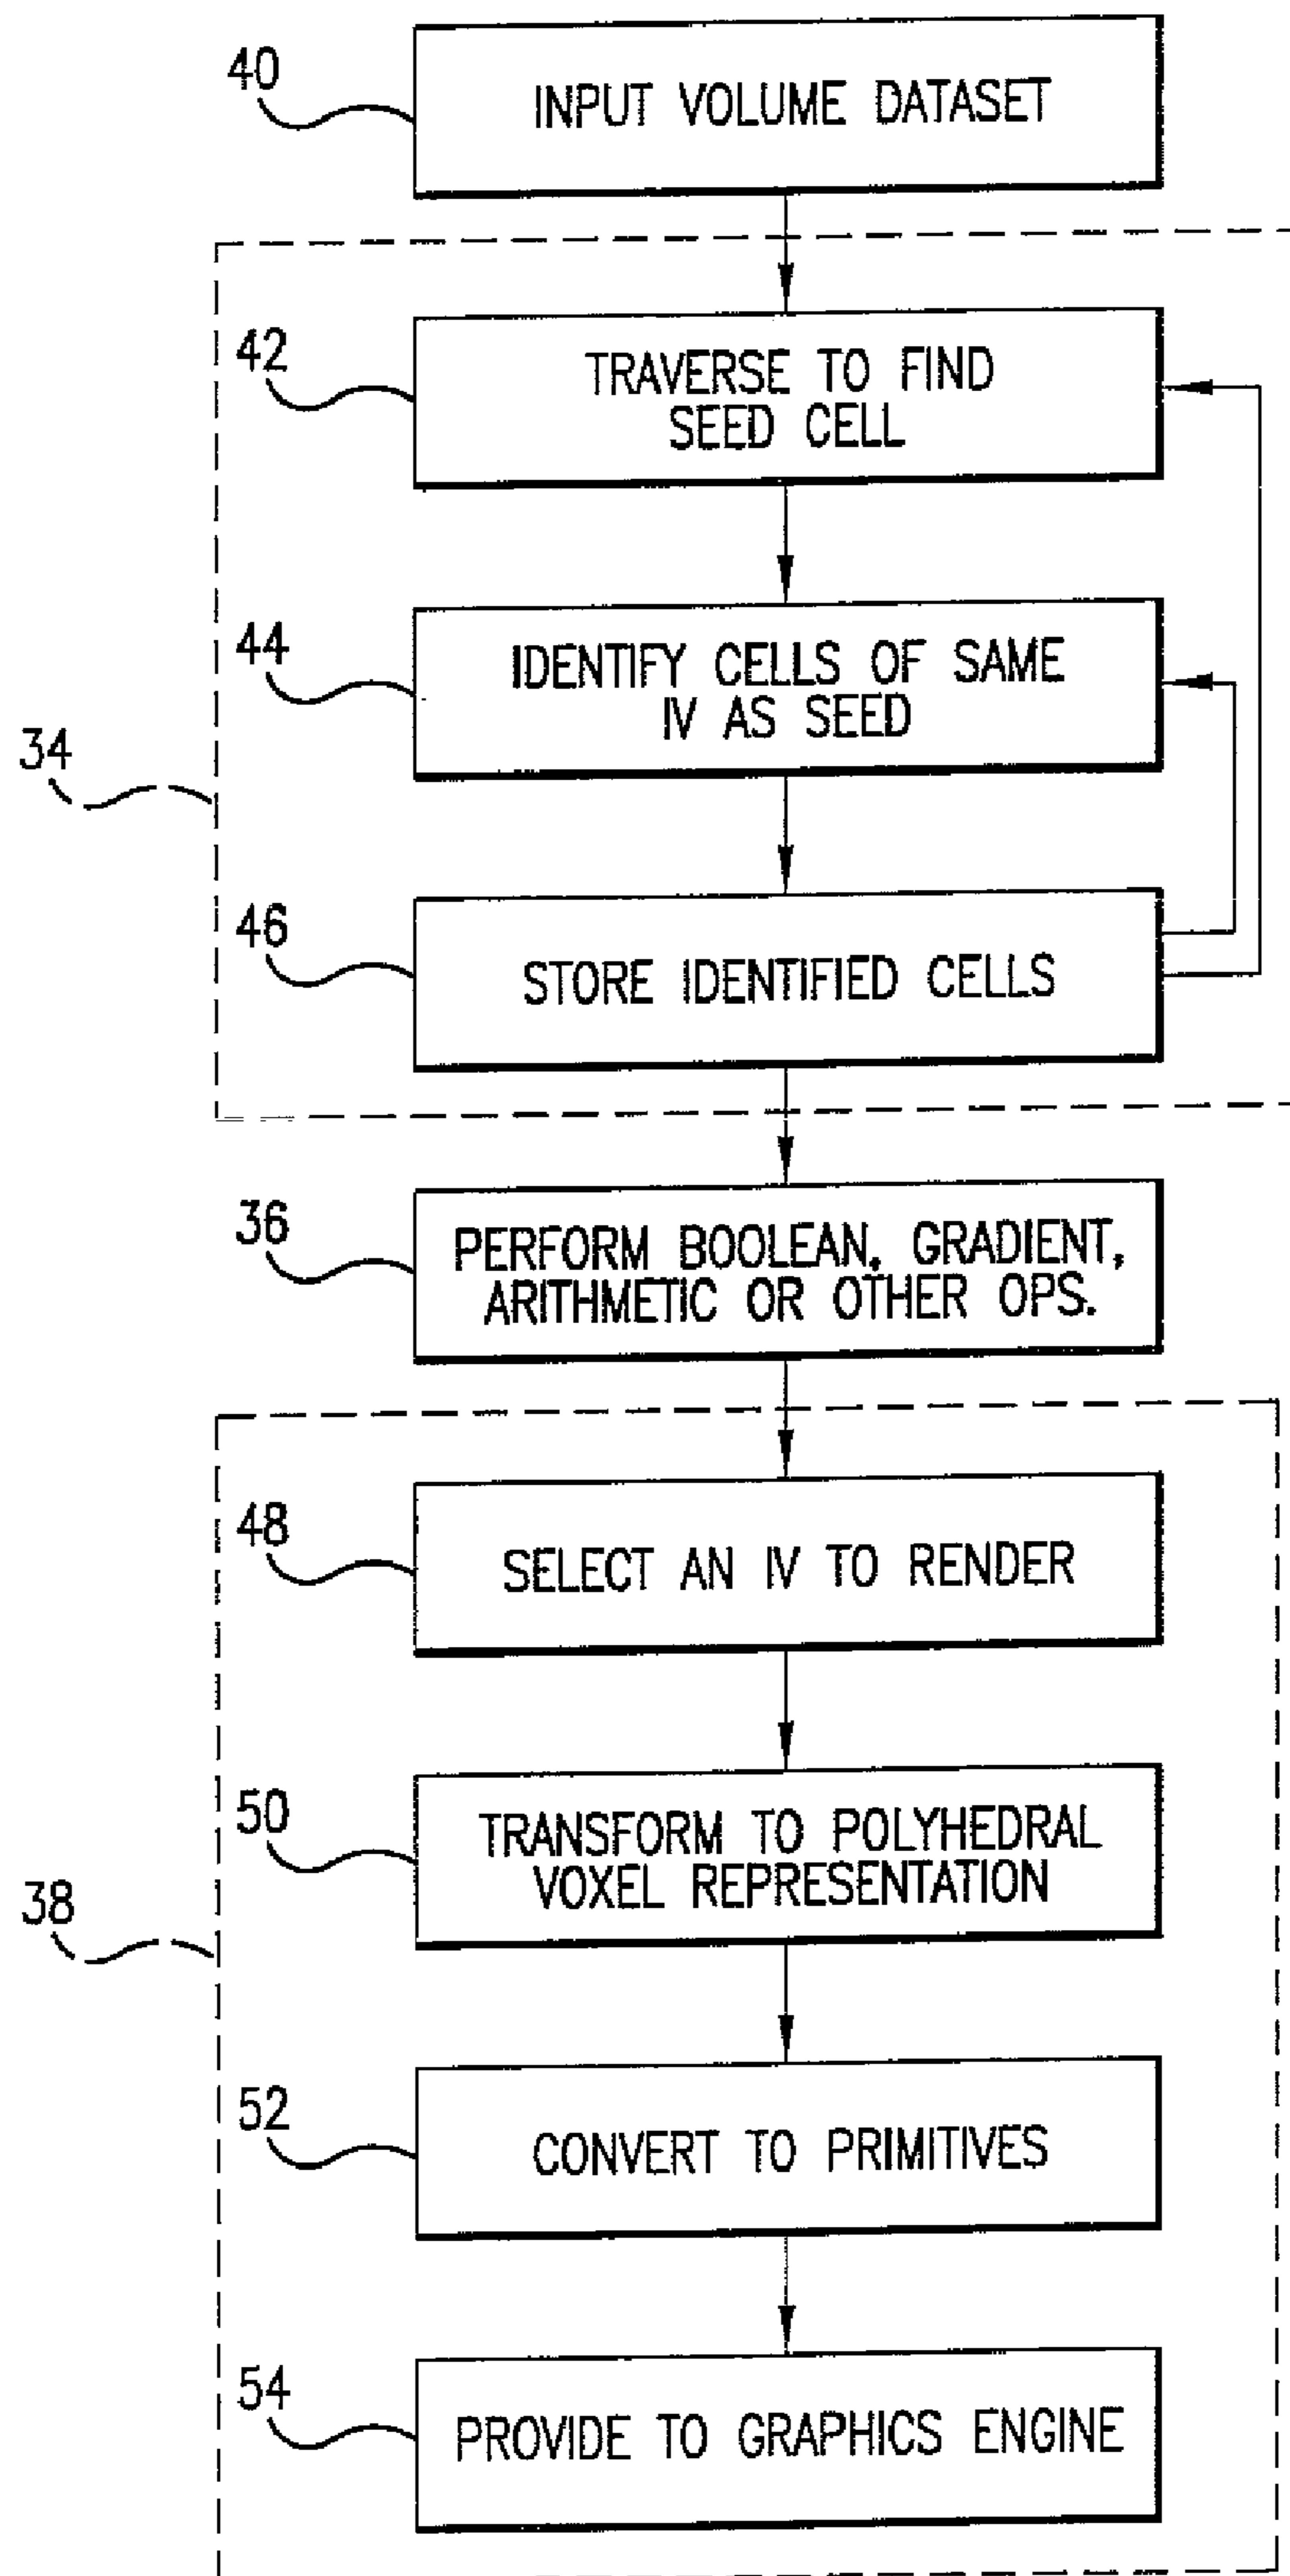 40
INPUT VOLUME DATASET
42
TRAVERSE TO FIND
SEED CELL
44
IDENTIFY CELLS OF SAME
IV AS SEED
34
46
STORE IDENTIFIED CELLS
36
PERFORM BOOLEAN, GRADIENT,
ARITHMETIC OR OTHER OPS.
48
SELECT AN IV TO RENDER
50
TRANSFORM TO POLYHEDRAL
VOXEL REPRESENTATION
38
52
CONVERT TO PRIMITIVES
54
PROVIDE TO GRAPHICS ENGINE